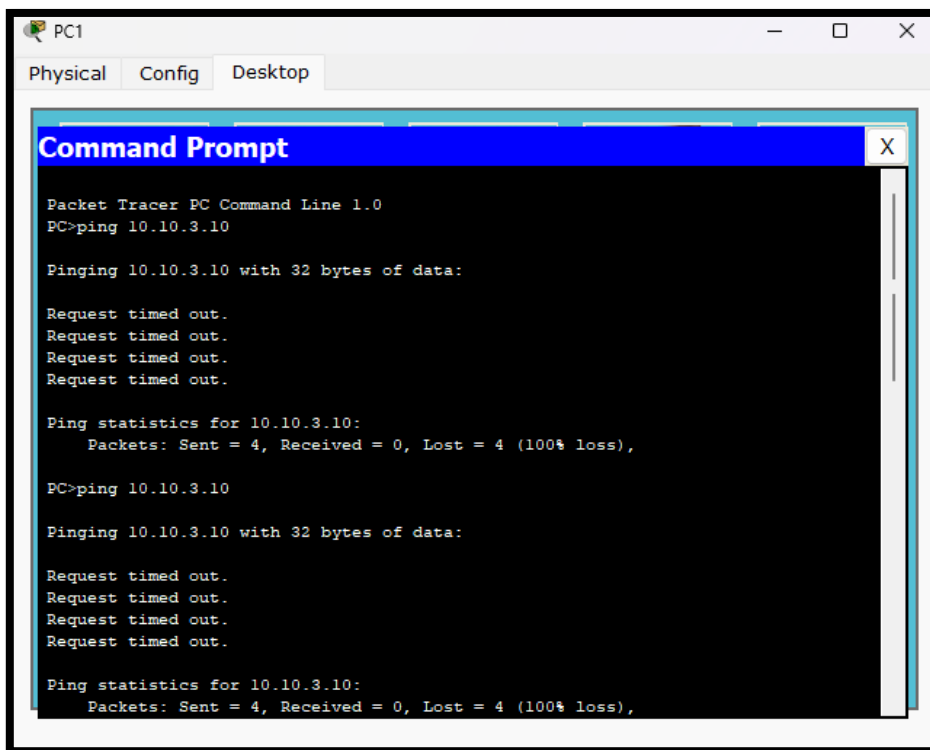 PC1
Physical Config Desktop
Command Prompt X
Packet Tracer PC Command Line 1.0
PC>ping 10.10.3.10
Pinging 10.10.3.10 with 32 bytes of data:
Request timed out.
Request timed out.
Request timed out.
Request timed out.
Ping statistics for 10.10.3.10:
Packets: Sent = 4, Received = 0, Lost = 4 (100% loss),
PC>ping 10.10.3.10
Pinging 10.10.3.10 with 32 bytes of data:
Request timed out.
Request timed out.
Request timed out.
Request timed out.
Ping statistics for 10.10.3.10:
Packets: Sent = 4, Received = 0, Lost = 4 (100% loss),